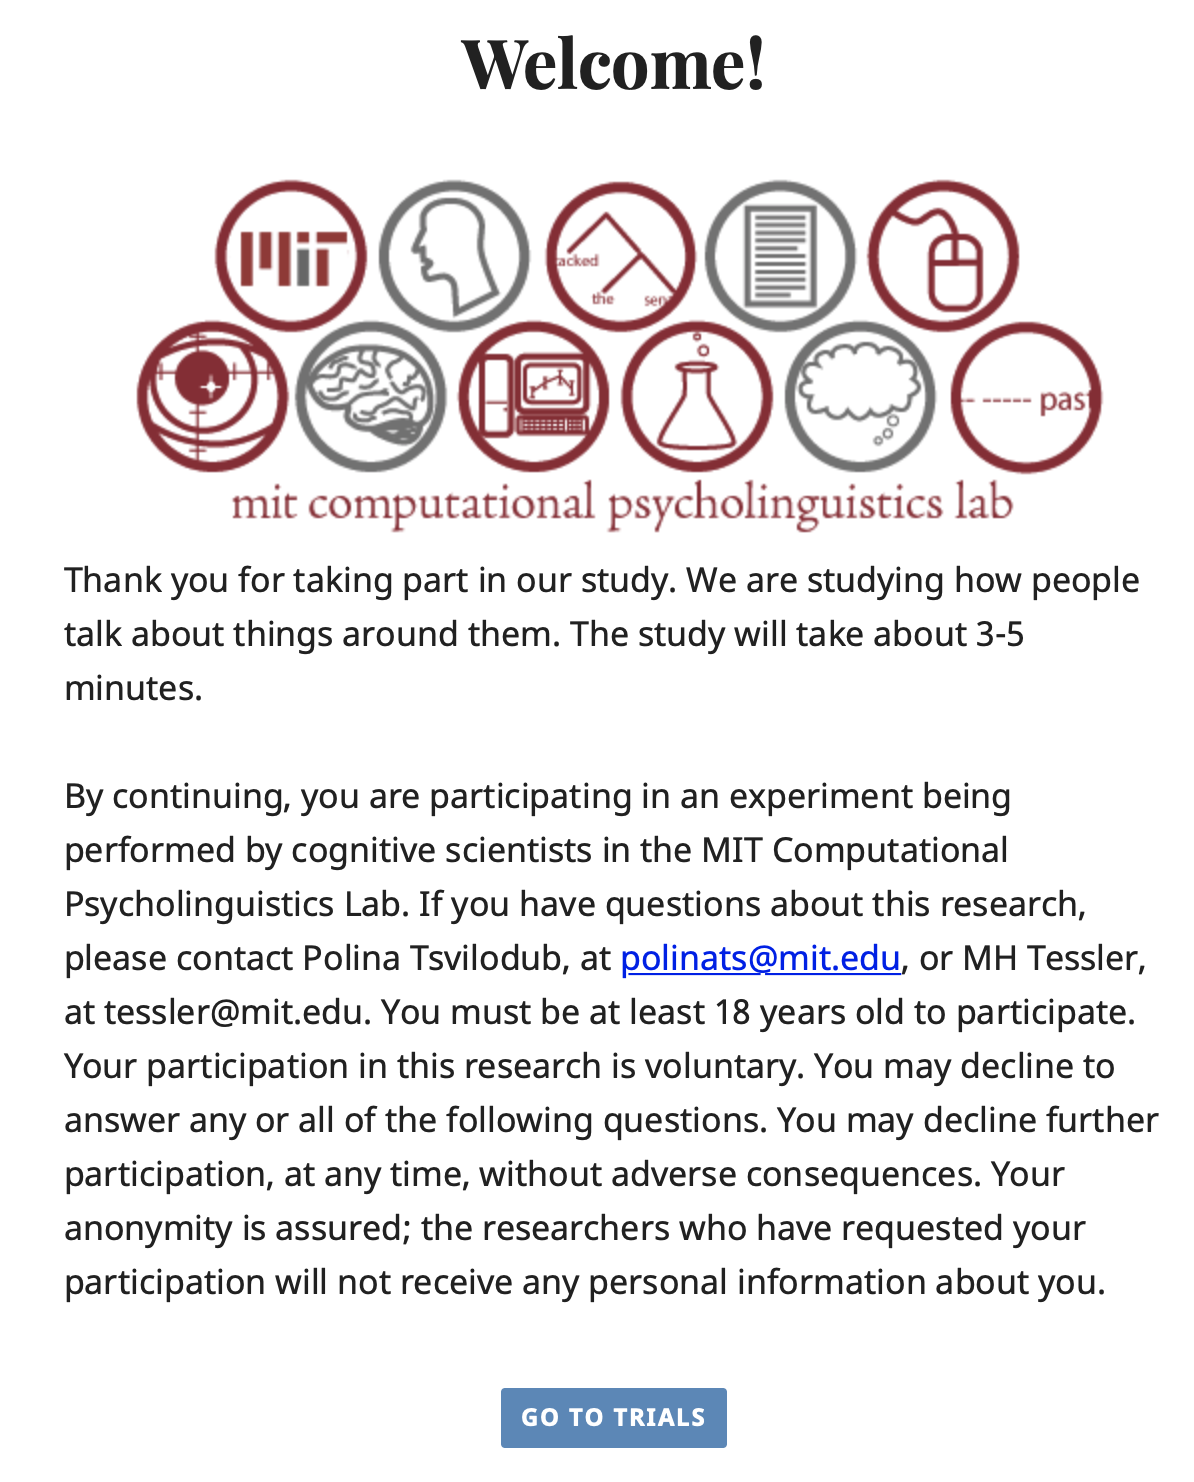 Welcome!
MiT
acked
the
sen
-- ----- past
mit computational psycholinguistics lab
Thank you for taking part in our study. We are studying how people
talk about things around them. The study will take about 3-5
minutes.
By continuing, you are participating in an experiment being
performed by cognitive scientists in the MIT Computational
Psycholinguistics Lab. If you have questions about this research,
please contact Polina Tsvilodub, at polinats@mit.edu, or MH Tessler,
at tessler@mit.edu. You must be at least 18 years old to participate.
Your participation in this research is voluntary. You may decline to
answer any or all of the following questions. You may decline further
participation, at any time, without adverse consequences. Your
anonymity is assured; the researchers who have requested your
participation will not receive any personal information about you.
GO TO TRIALS